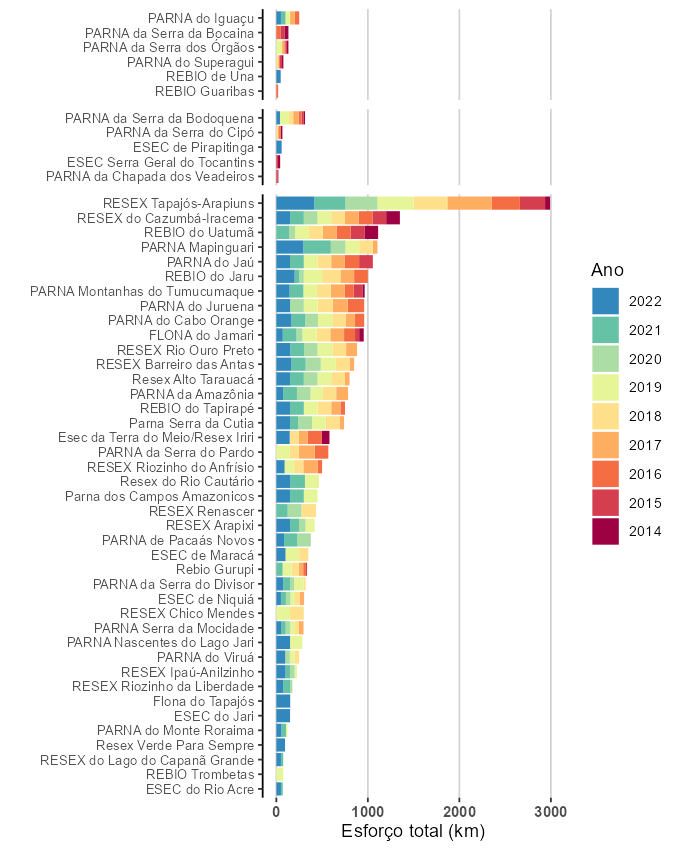 PARNA do Iguaçu
PARNA da Serra da Bocaina
PARNA da Serra dos Órgãos
PARNA do Superagui
REBIO de Una
REBIO Guaribas
PARNA da Serra da Bodoquena
PARNA da Serra do Cipó
ESEC de Pirapitinga
ESEC Serra Geral do Tocantins
PARNA da Chapada dos Veadeiros
RESEX Tapajós-Arapiuns
RESEX do Cazumbá-Iracema
REBIO do Uatumã
PARNA Mapinguari
PARNA do Jaú
REBIO do Jaru
PARNA Montanhas do Tumucumaque
PARNA do Juruena
PARNA do Cabo Orange
FLONA do Jamari
RESEX Rio Ouro Preto
RESEX Barreiro das Antas
Resex Alto Tarauacá
PARNA da Amazônia
REBIO do Tapirapé
Parna Serra da Cutia
Esec da Terra do Meio/Resex Iriri
PARNA da Serra do Pardo
RESEX Riozinho do Anfrísio
Resex do Rio Cautário
Parna dos Campos Amazonicos
RESEX Renascer
RESEX Arapixi
PARNA de Pacaás Novos
ESEC de Maracá
Rebio Gurupi
PARNA da Serra do Divisor
ESEC de Niquiá
RESEX Chico Mendes
PARNA Serra da Mocidade
PARNA Nascentes do Lago Jari
PARNA do Viruá
RESEX Ipaú-Anilzinho
RESEX Riozinho da Liberdade
Flona do Tapajós
ESEC do Jari
PARNA do Monte Roraima
Resex Verde Para Sempre
RESEX do Lago do Capanã Grande
REBIO Trombetas
ESEC do Rio Acre
0 1000 2000 3000
Esforço total (km)
Ano
2022
2021
2020
2019
2018
2017
2016
2015
2014